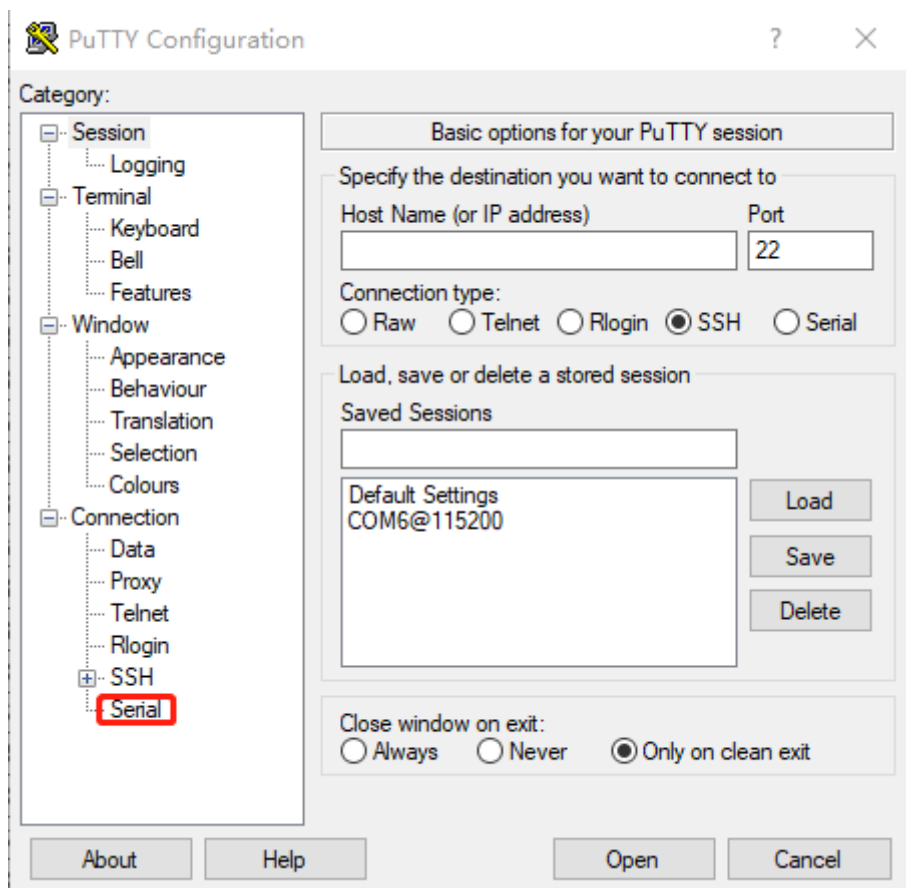 PuTTY Configuration
?
Category:
Session
Logging
Terminal
Keyboard
Bell
Features
Window
Appearance
Behaviour
Translation
Selection
Colours
Connection
Data
Proxy
Telnet
Rlogin
SSH
Serial
Basic options for your PuTTY session
Specify the destination you want to connect to
Host Name (or IP address) Port
22
Connection type:
Raw Telnet Rlogin SSH Serial
Load, save or delete a stored session
Saved Sessions
Default Settings
COM6@115200
Load
Save
Delete
Close window on exit:
Always Never Only on clean exit
About Help Open Cancel